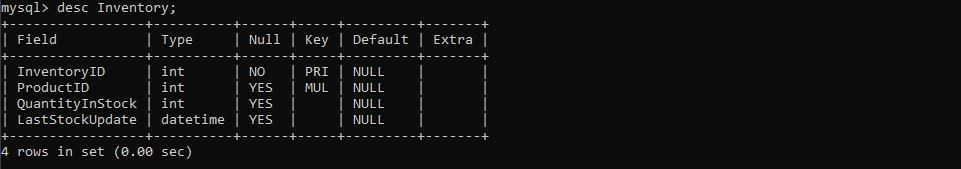 mysql> desc Inventory;
+-----------------+----------+------+-----+---------+-------+
| Field           | Type     | Null | Key | Default | Extra |
+-----------------+----------+------+-----+---------+-------+
| InventoryID     | int      | NO   | PRI | NULL    |       |
| ProductID       | int      | YES  | MUL | NULL    |       |
| QuantityInStock | int      | YES  |     | NULL    |       |
| LastStockUpdate | datetime | YES  |     | NULL    |       |
+-----------------+----------+------+-----+---------+-------+
4 rows in set (0.00 sec)